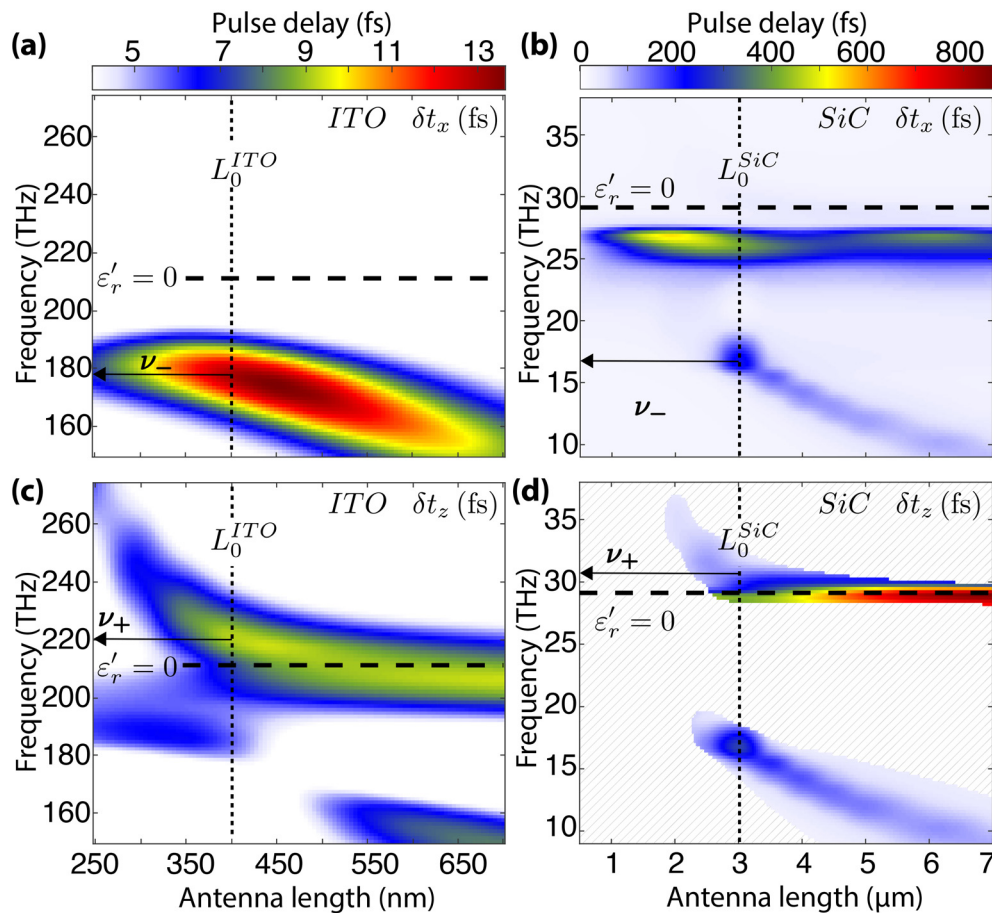 Pulse delay (fs)
Pulse delay (fs)
(a)
5 7 9 11 13
(b)
0 200 400 600 800
ITO δt_x (fs)
L_0^{ITO}
ε′_r = 0
ν_−
Frequency (THz)
260
240
220
200
180
160
SiC δt_x (fs)
L_0^{SiC}
ε′_r = 0
ν_−
Frequency (THz)
35
30
25
20
15
10
(c)
ITO δt_z (fs)
L_0^{ITO}
ν_+
ε′_r = 0
Frequency (THz)
260
240
220
200
180
160
250 350 450 550 650
Antenna length (nm)
(d)
SiC δt_z (fs)
L_0^{SiC}
ν_+
ε′_r = 0
Frequency (THz)
35
30
25
20
15
10
1 2 3 4 5 6 7
Antenna length (μm)